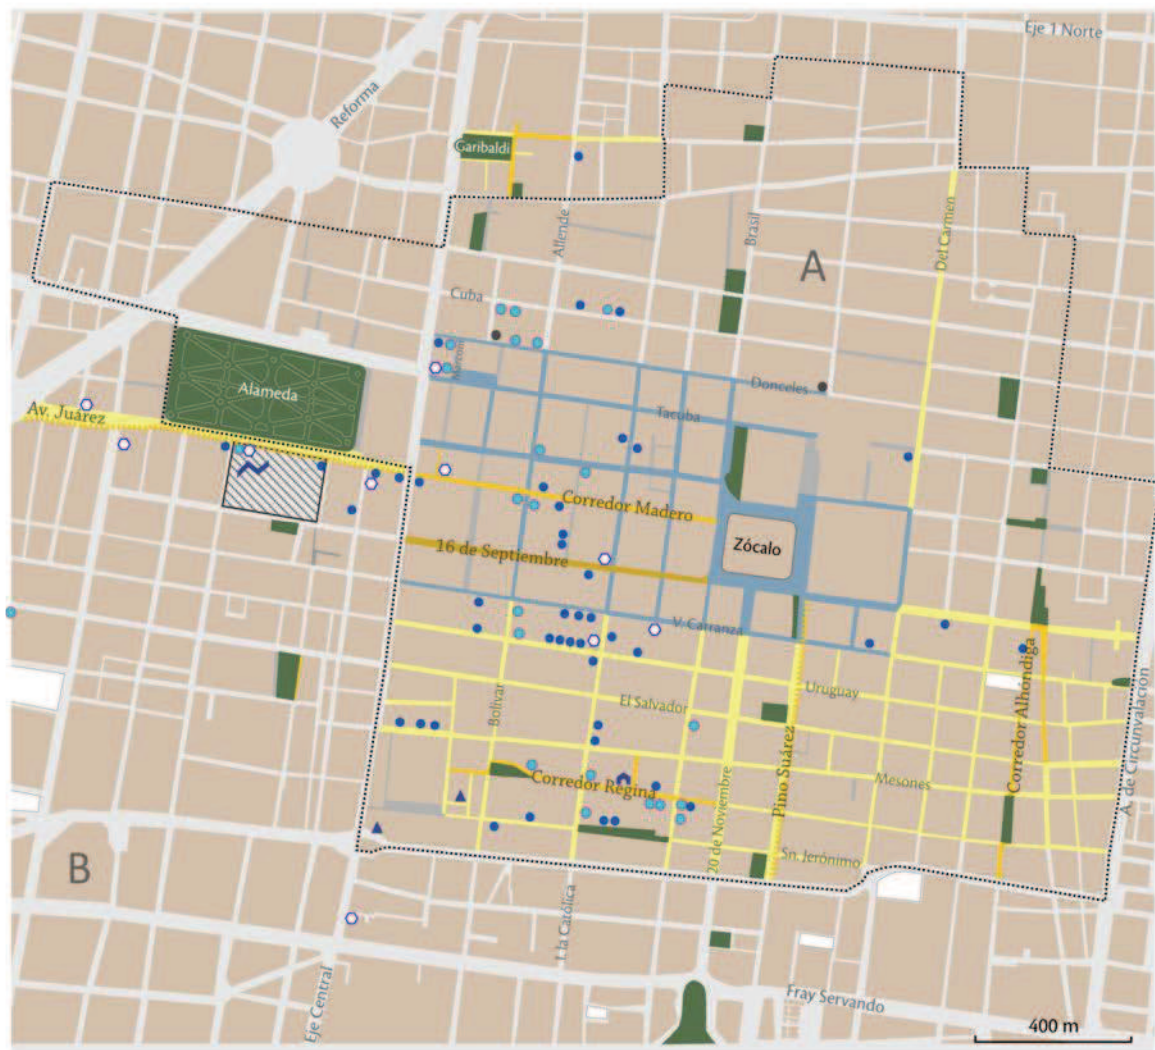 Eje 1 Norte
Reforma
Garibaldi
Allende
Brasil
Del Carmen
A
Cuba
Marconi
Donceles
Alameda
Tacuba
Av. Juárez
Corredor Madero
16 de Septiembre
Zócalo
V. Carranza
Uruguay
El Salvador
Bolívar
Corredor Alhondiga
A. de Circunvalación
Mesones
Corredor Regina
Pino Suárez
20 de Noviembre
Sn. Jerónimo
B
I. la Católica
Eje Central
Fray Servando
400 m